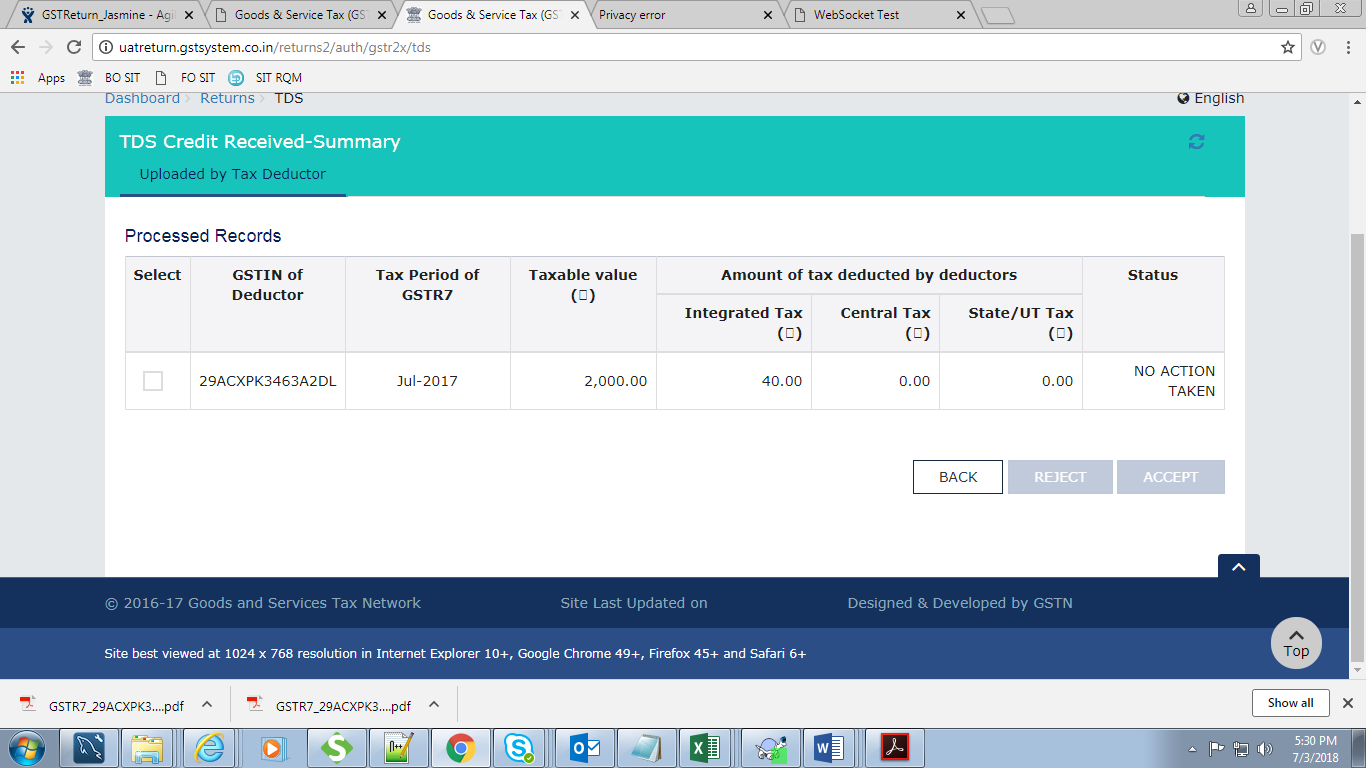 GSTReturn_Jasmine - Agi
Goods & Service Tax (GS
Goods & Service Tax (GS
Privacy error
WebSocket Test
uatreturn.gstsystem.co.in/returns2/auth/gstr2x/tds
Apps
BO SIT
FO SIT
SIT RQM
Dashboard
Returns
TDS
English
TDS Credit Received-Summary
Uploaded by Tax Deductor
Processed Records
Select
GSTIN of
Deductor
Tax Period of
GSTR7
Taxable value
(▯)
Amount of tax deducted by deductors
Status
Integrated Tax
(▯)
Central Tax
(▯)
State/UT Tax
(▯)
29ACXPK3463A2DL
Jul-2017
2,000.00
40.00
0.00
0.00
NO ACTION
TAKEN
BACK
REJECT
ACCEPT
© 2016-17 Goods and Services Tax Network
Site Last Updated on
Designed & Developed by GSTN
Site best viewed at 1024 x 768 resolution in Internet Explorer 10+, Google Chrome 49+, Firefox 45+ and Safari 6+
Top
GSTR7_29ACXPK3....pdf
GSTR7_29ACXPK3....pdf
Show all
5:30 PM
7/3/2018